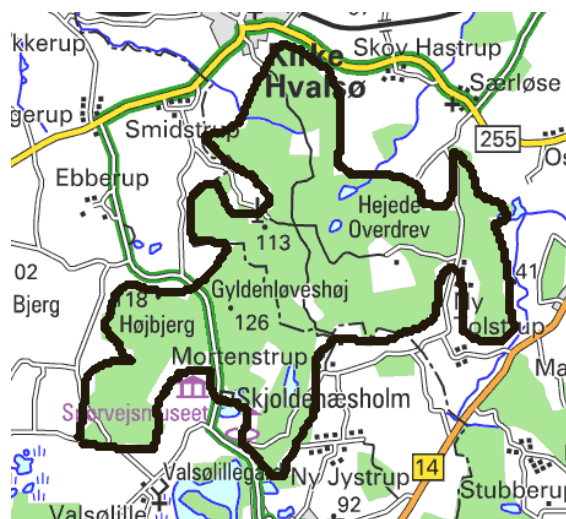 kkerup
Skov Hastrup
Kirke
Hvalsø
Særløse
gerup
Smidstrup
255
Os
Ebberup
Hejede
Overdrev
113
02
Bjerg
41
18
Gyldenløveshøj
Højbjerg
126
Ny
Tolstrup
Mortenstrup
Ma
Sporvejsmuseet
Skjoldenæsholm
Valsølillegård
Ny Jystrup
14
Stubberup
Valsølille
92